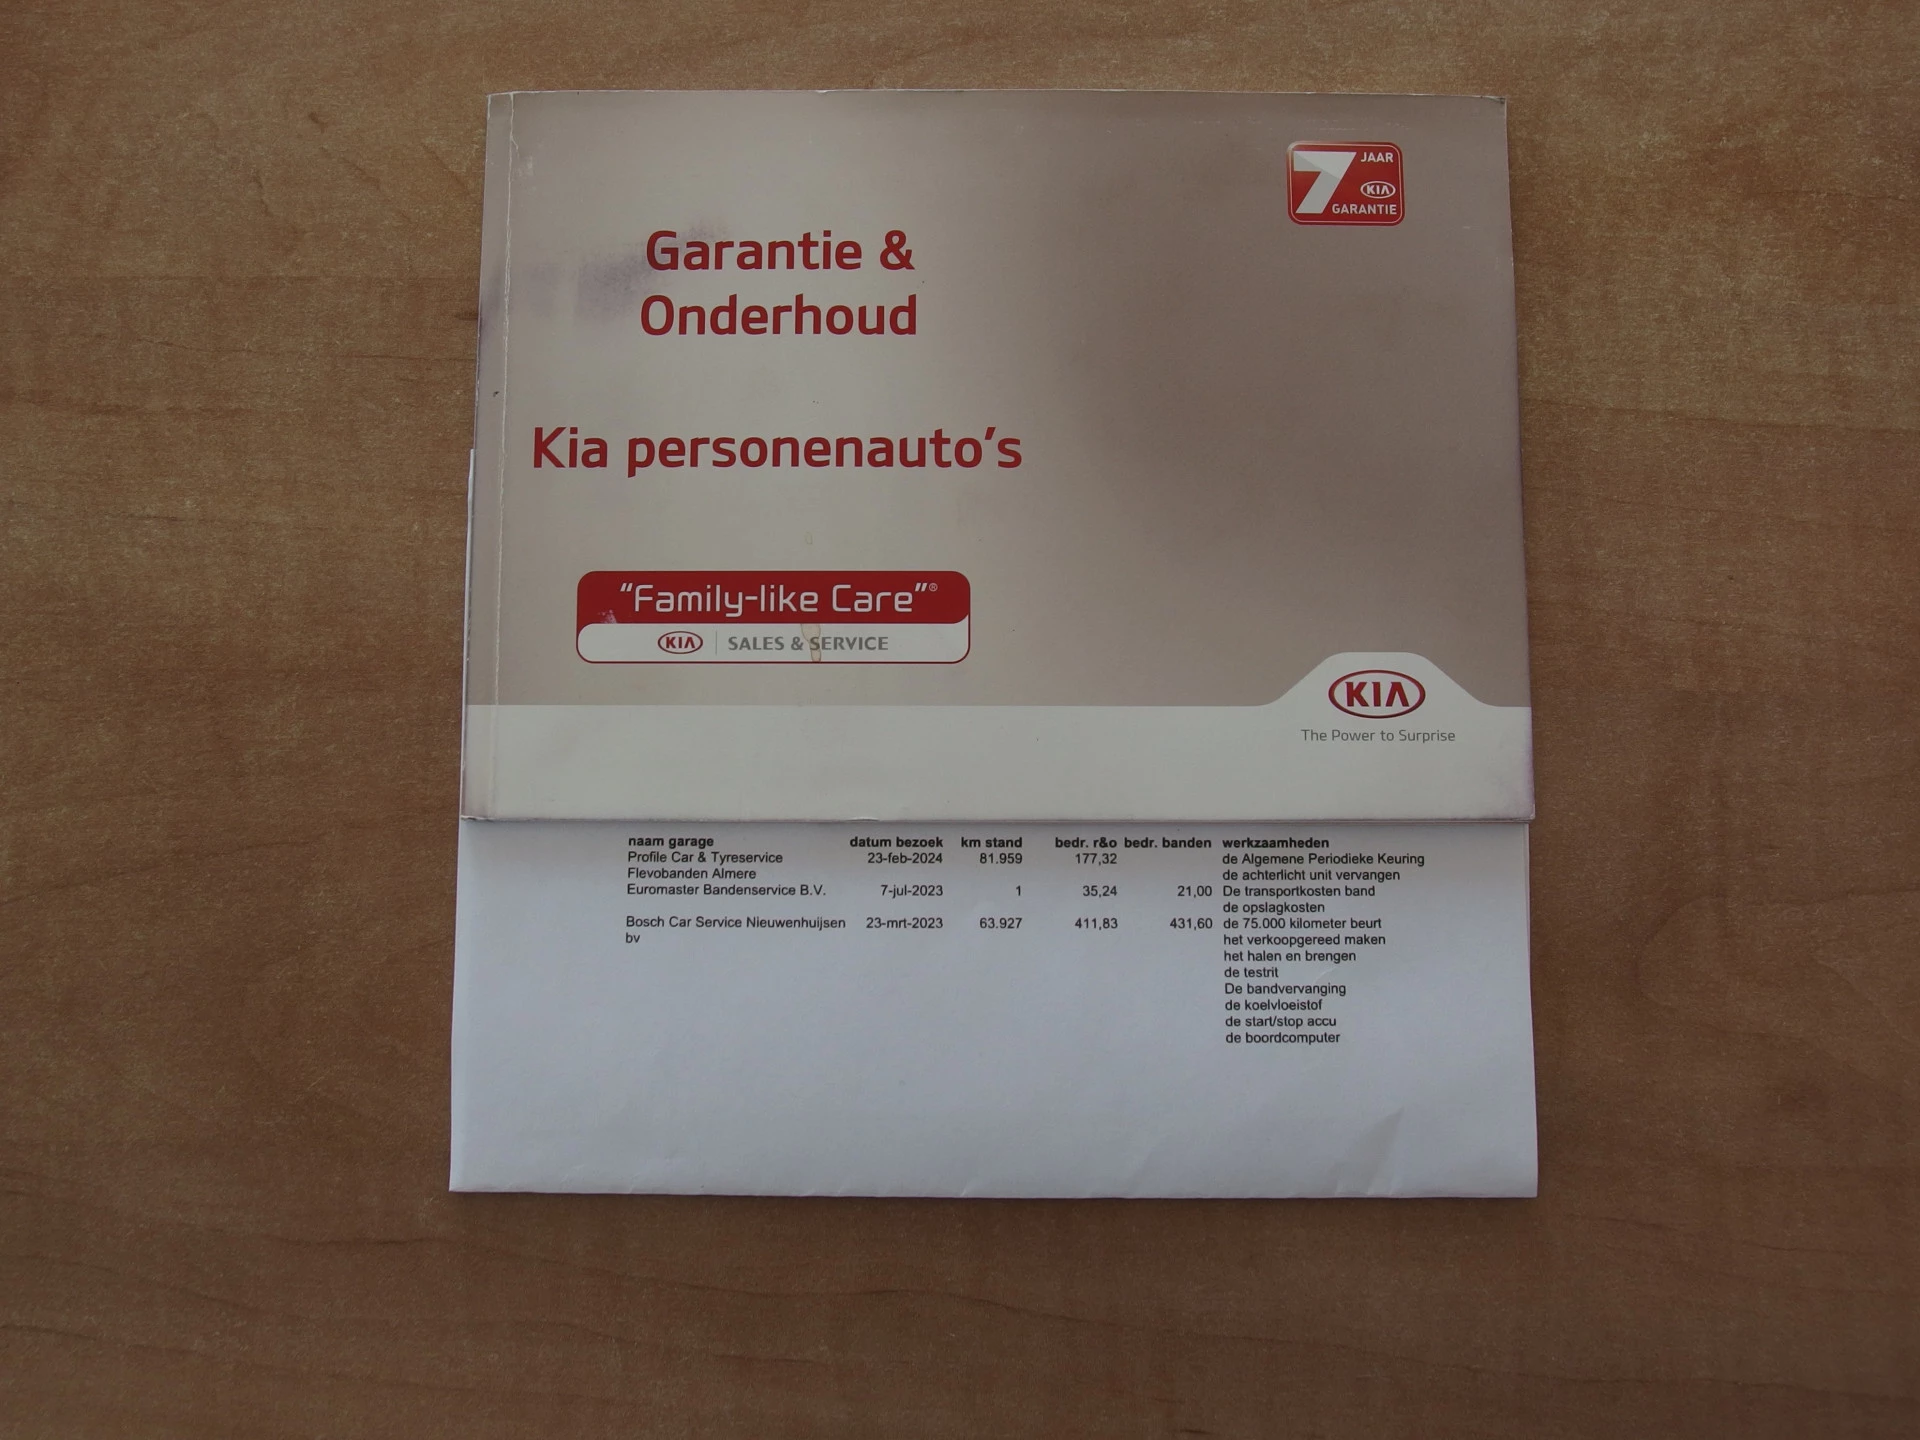 7 JAAR
KIA
GARANTIE
Garantie &
Onderhoud
Kia personenauto's
"Family-like Care"®
KIA SALES & SERVICE
KIA
The Power to Surprise
naam garage datum bezoek km stand bedr. r&o bedr. banden werkzaamheden
Profile Car & Tyreservice 23-feb-2024 81.959 177,32 de Algemene Periodieke Keuring
Flevobanden Almere de achterlicht unit vervangen
Euromaster Bandenservice B.V. 7-jul-2023 1 35,24 21,00 De transportkosten band
de opslagkosten
Bosch Car Service Nieuwenhuijsen 23-mrt-2023 63.927 411,83 431,60 de 75.000 kilometer beurt
bv het verkoopgereed maken
het halen en brengen
de testrit
De bandvervanging
de koelvloeistof
de start/stop accu
de boordcomputer